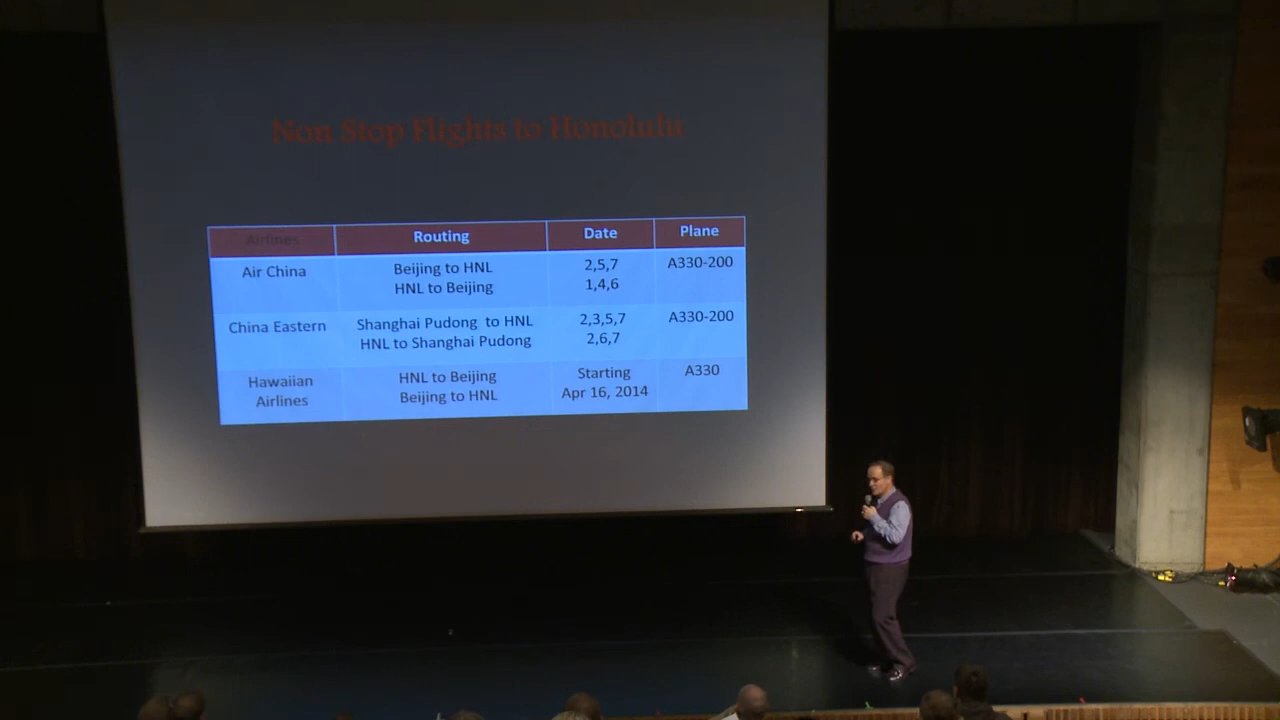 Non Stop Flights to Honolulu
Airlines Routing Date Plane
Air China Beijing to HNL 2,5,7 A330-200
HNL to Beijing 1,4,6
China Eastern Shanghai Pudong to HNL 2,3,5,7 A330-200
HNL to Shanghai Pudong 2,6,7
Hawaiian Airlines HNL to Beijing Starting A330
Beijing to HNL Apr 16, 2014